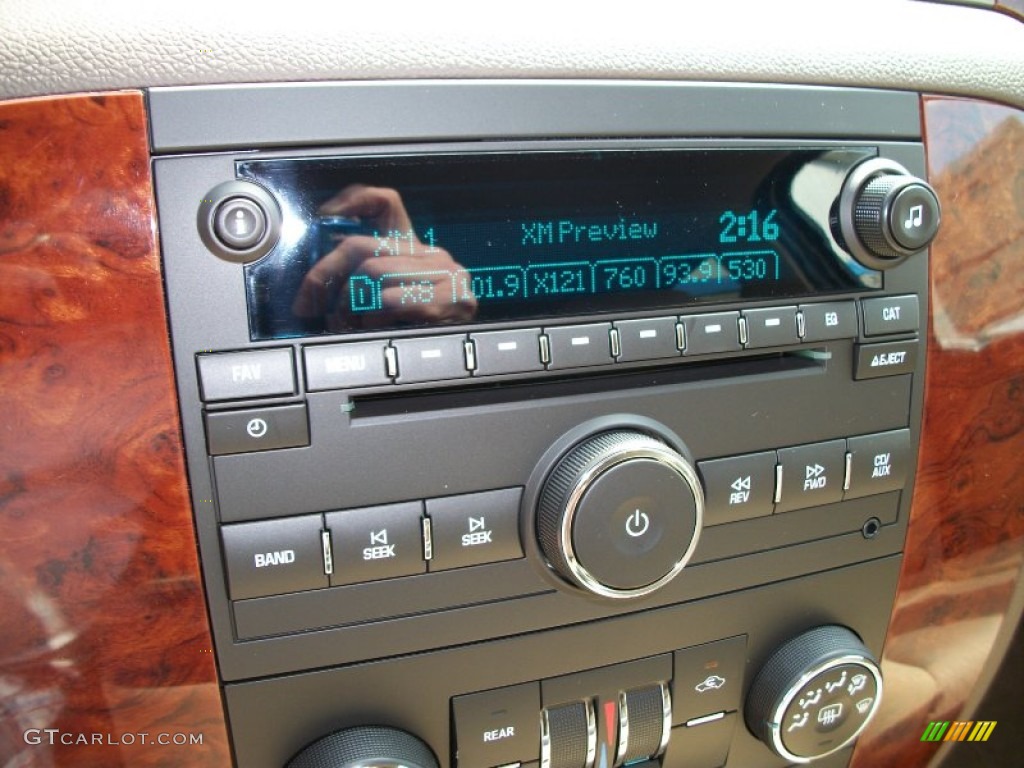 XM 1 XM Preview 2:16
i X8 101.9 X121 760 93.9 530
FAV MENU EQ CAT
EJECT
BAND SEEK SEEK REV FWD CD/AUX
REAR
GTCARLOT.COM